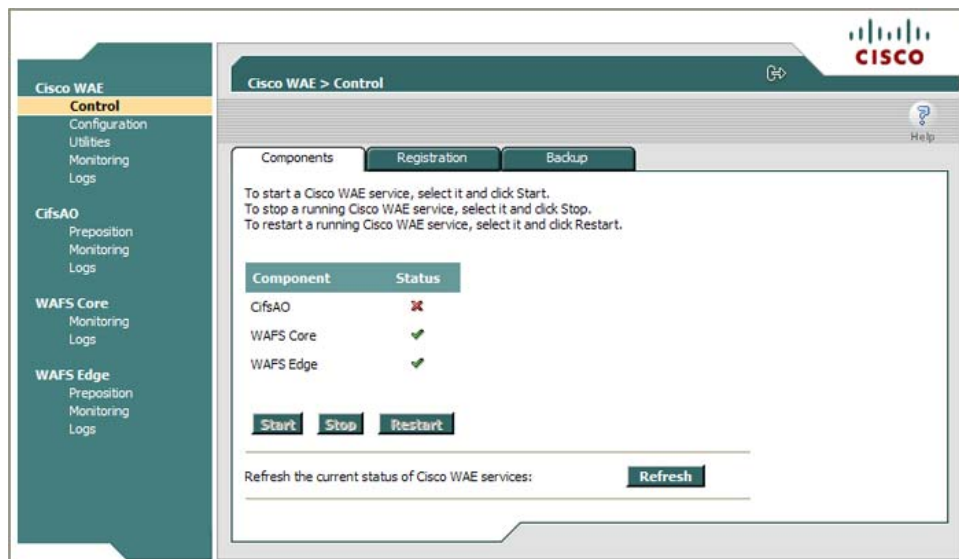 CISCO
Cisco WAE
Control
Configuration
Utilities
Monitoring
Logs
CifsAO
Preposition
Monitoring
Logs
WAFS Core
Monitoring
Logs
WAFS Edge
Preposition
Monitoring
Logs
Cisco WAE > Control
Help
Components Registration Backup
To start a Cisco WAE service, select it and click Start.
To stop a running Cisco WAE service, select it and click Stop.
To restart a running Cisco WAE service, select it and click Restart.
Component Status
CifsAO
WAFS Core
WAFS Edge
Start Stop Restart
Refresh the current status of Cisco WAE services: Refresh